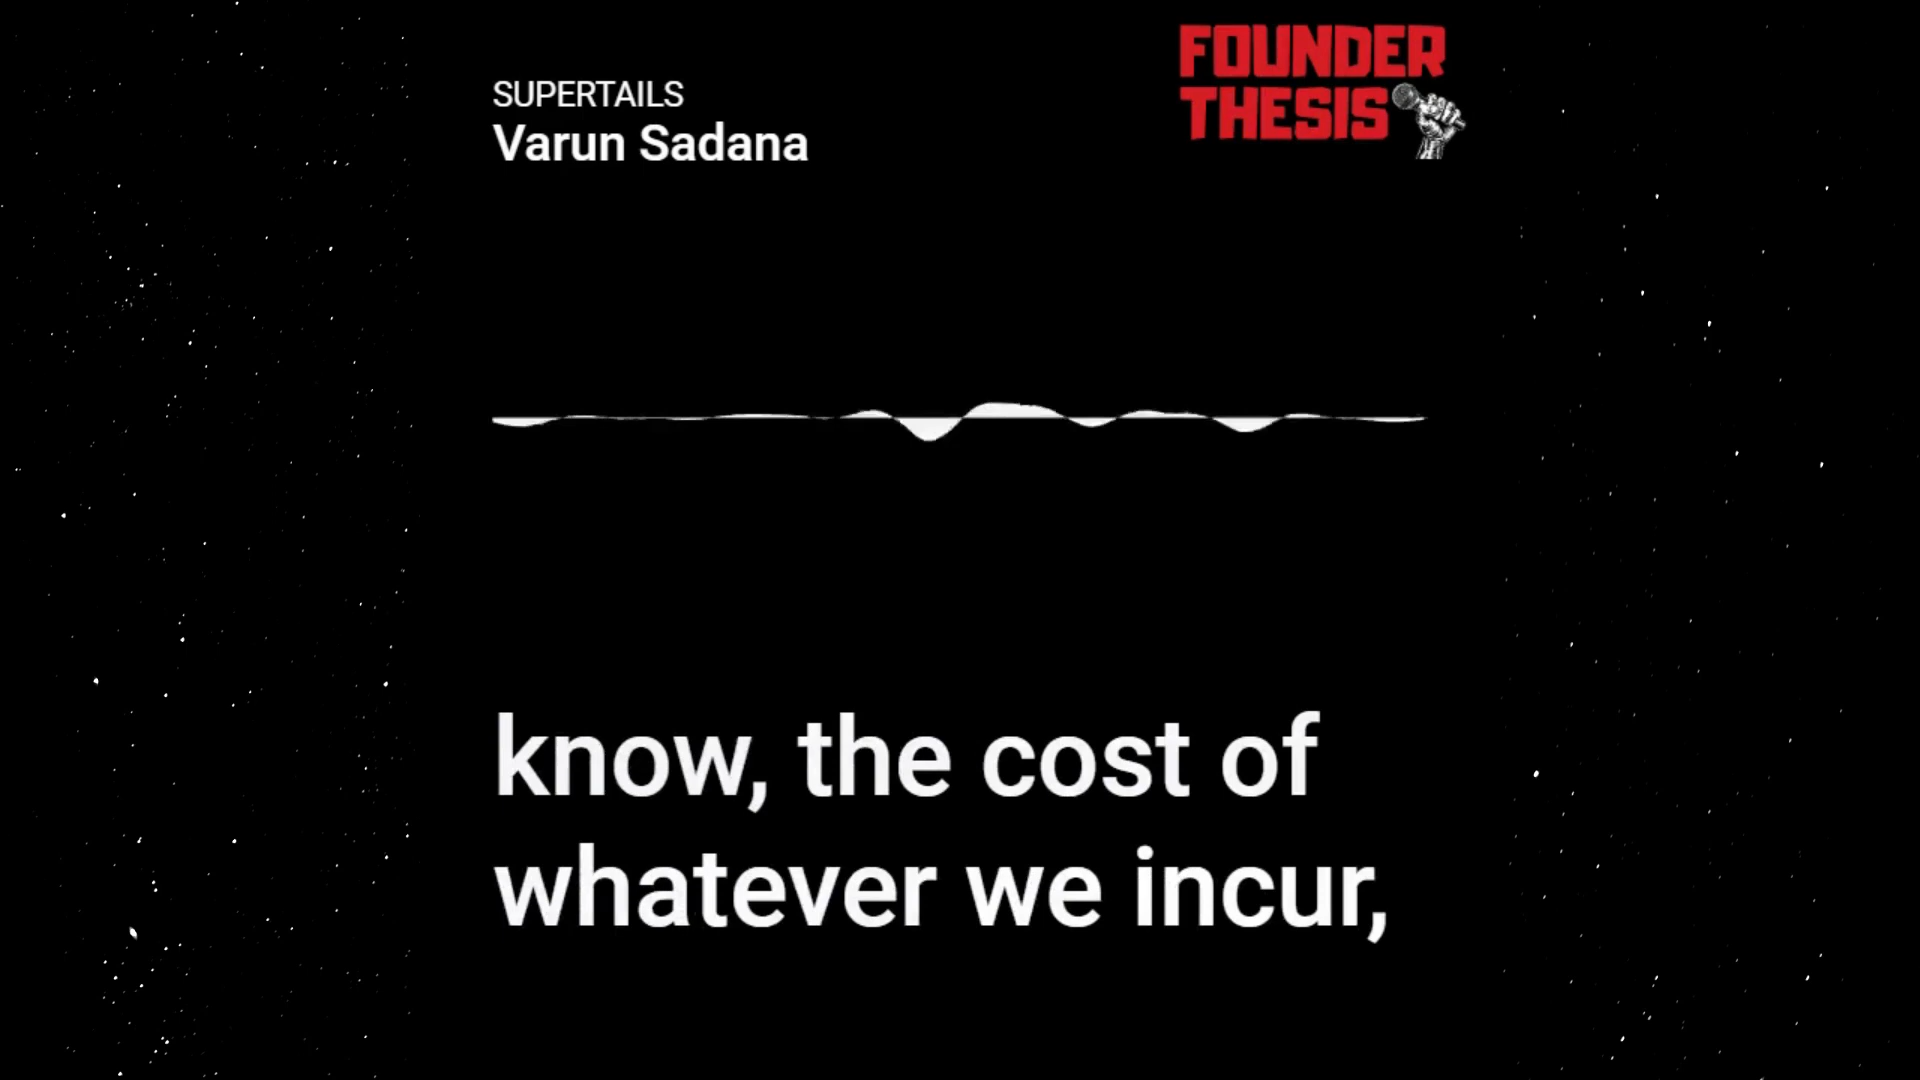 SUPERTAILS
Varun Sadana
FOUNDER
THESIS
know, the cost of
whatever we incur,